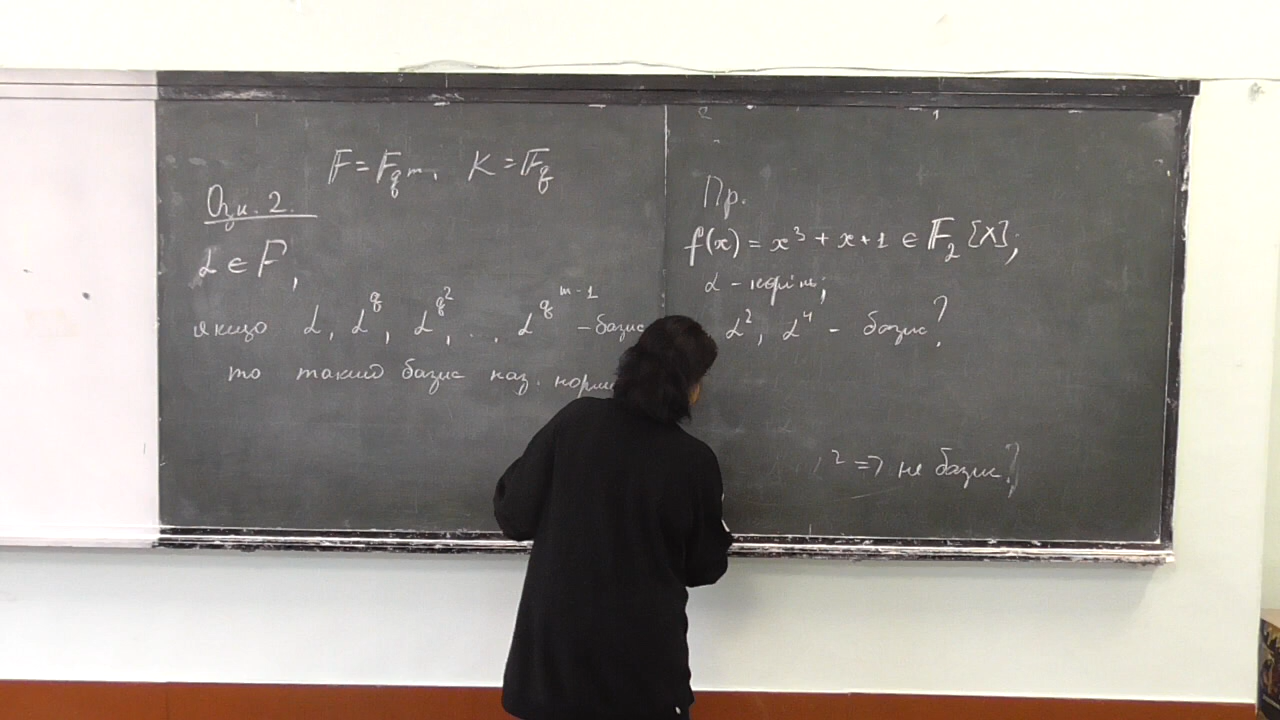 F = F_{q^m}, K = F_q
Озн. 2.
α ∈ F,
якщо α, α^q, α^{q^2}, ..., α^{q^{m-1}} – базис
то такий базис наз.
Пр.
f(x) = x^3 + x + 1 ∈ F_2 [x];
α – корінь;
α^2, α^4 – базис?
2 => не базис?